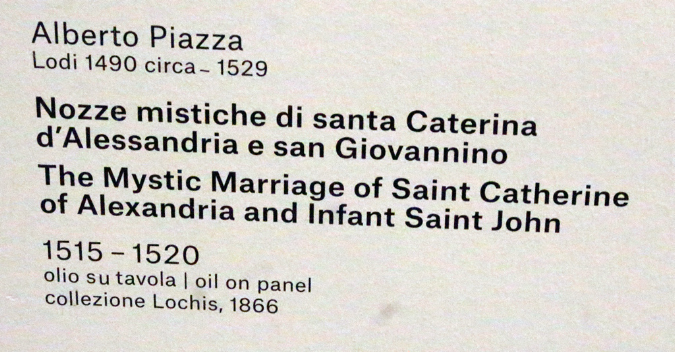 Alberto Piazza
Lodi 1490 circa – 1529
Nozze mistiche di santa Caterina
d'Alessandria e san Giovannino
The Mystic Marriage of Saint Catherine
of Alexandria and Infant Saint John
1515 – 1520
olio su tavola | oil on panel
collezione Lochis, 1866